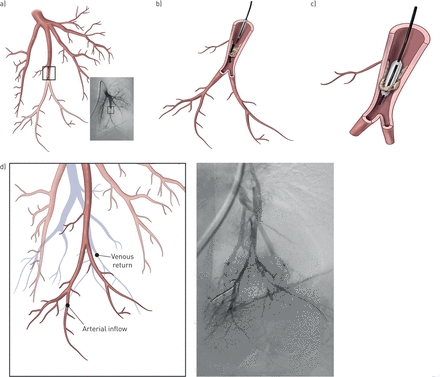 a)
b)
c)
d)
Venous
return
Arterial inflow